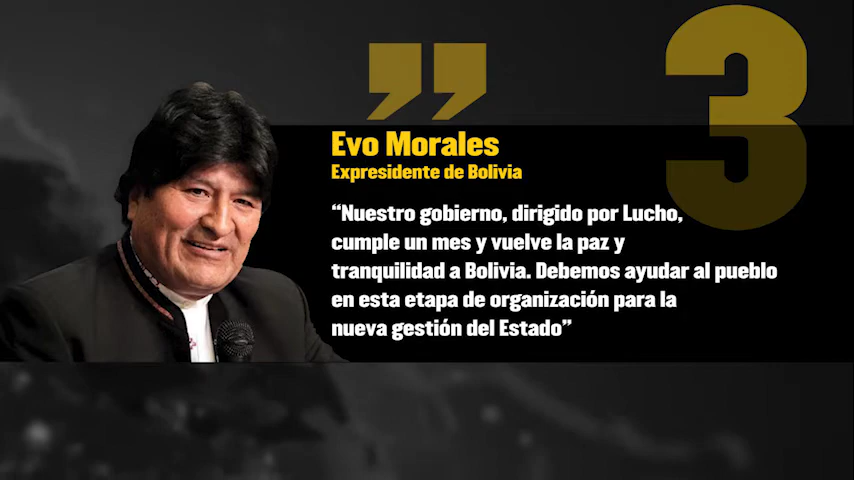 ”
3
Evo Morales
Expresidente de Bolivia
“Nuestro gobierno, dirigido por Lucho,
cumple un mes y vuelve la paz y
tranquilidad a Bolivia. Debemos ayudar al pueblo
en esta etapa de organización para la
nueva gestión del Estado”